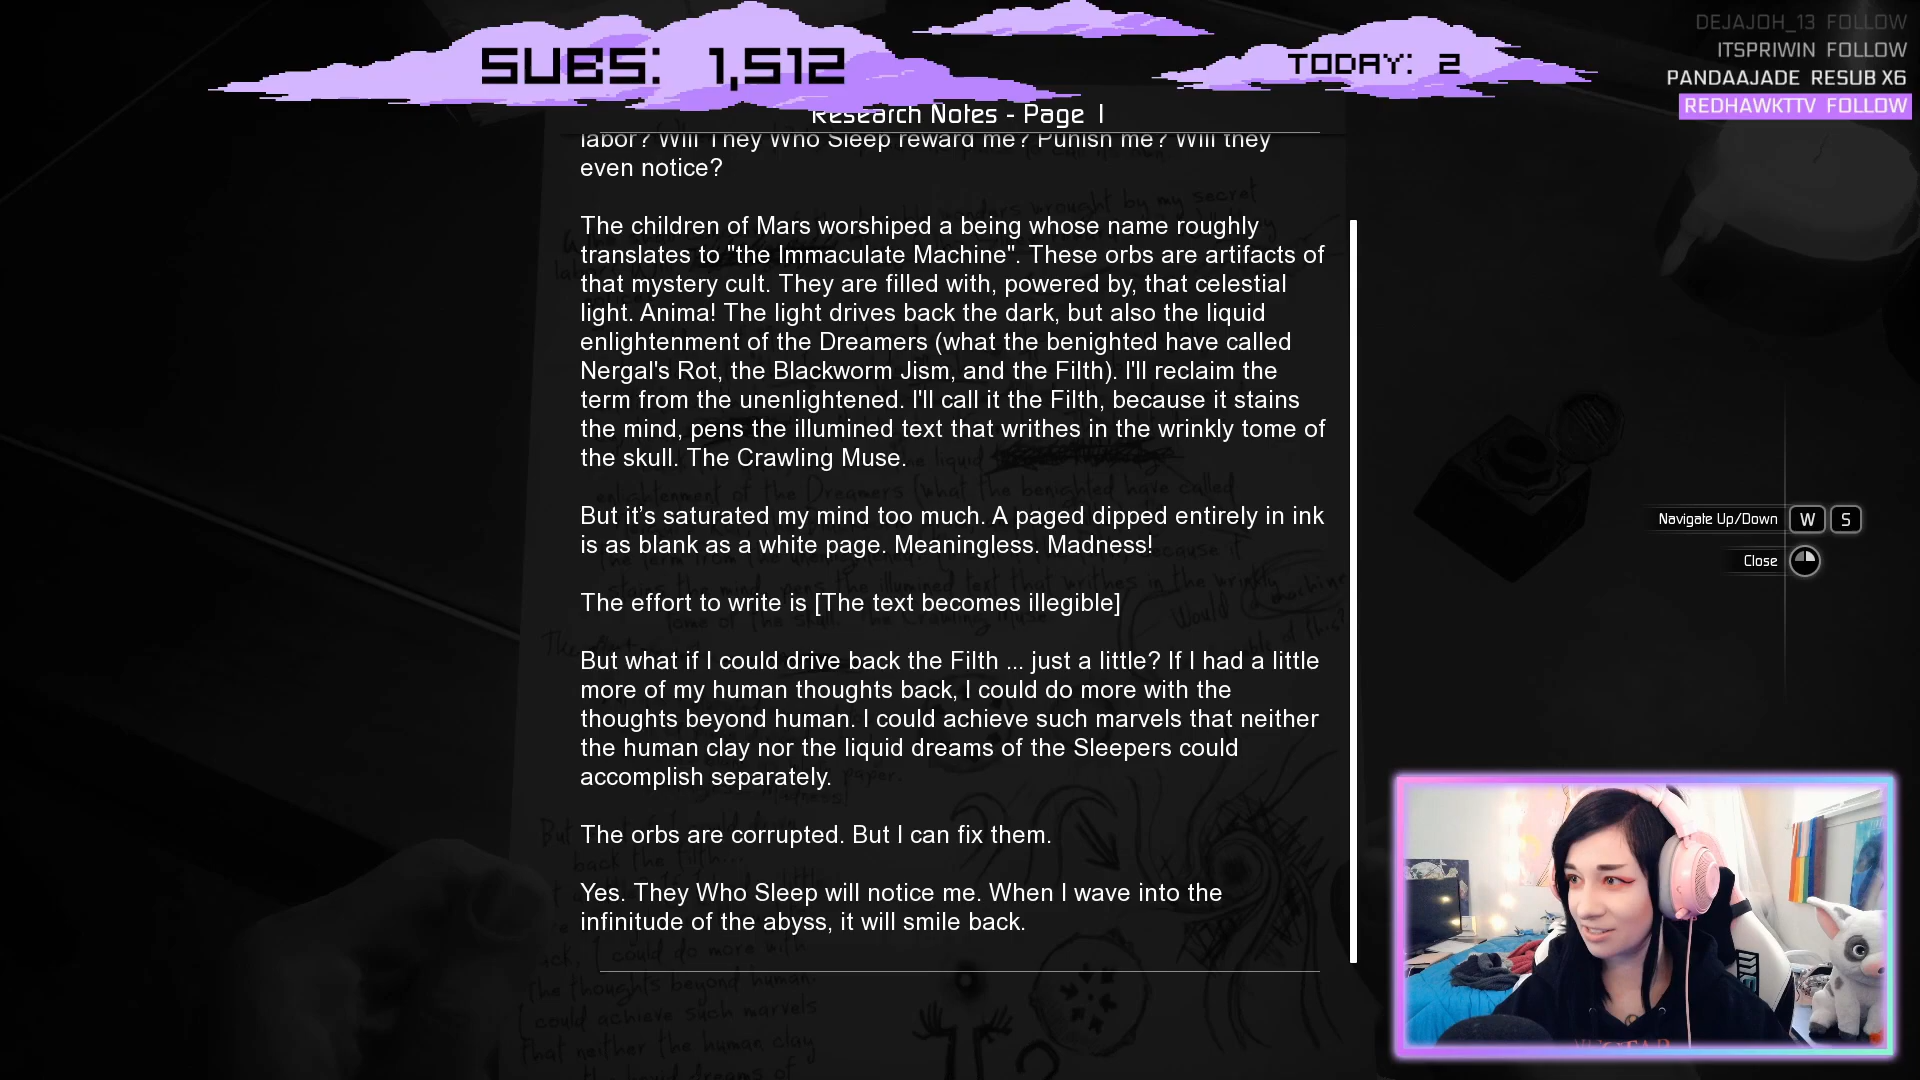 SUBS: 1,512
TODAY: 2
DEJAJOH_13 FOLLOW
ITSPRIWIN FOLLOW
PANDAAJADE RESUB X6
REDHAWKTTV FOLLOW
Research Notes - Page 1
labor? Will They Who Sleep reward me? Punish me? Will they
even notice?
The children of Mars worshiped a being whose name roughly
translates to "the Immaculate Machine". These orbs are artifacts of
that mystery cult. They are filled with, powered by, that celestial
light. Anima! The light drives back the dark, but also the liquid
enlightenment of the Dreamers (what the benighted have called
Nergal's Rot, the Blackworm Jism, and the Filth). I'll reclaim the
term from the unenlightened. I'll call it the Filth, because it stains
the mind, pens the illumined text that writhes in the wrinkly tome of
the skull. The Crawling Muse.
But it's saturated my mind too much. A paged dipped entirely in ink
is as blank as a white page. Meaningless. Madness!
The effort to write is [The text becomes illegible]
But what if I could drive back the Filth ... just a little? If I had a little
more of my human thoughts back, I could do more with the
thoughts beyond human. I could achieve such marvels that neither
the human clay nor the liquid dreams of the Sleepers could
accomplish separately.
The orbs are corrupted. But I can fix them.
Yes. They Who Sleep will notice me. When I wave into the
infinitude of the abyss, it will smile back.
Navigate Up/Down W S
Close